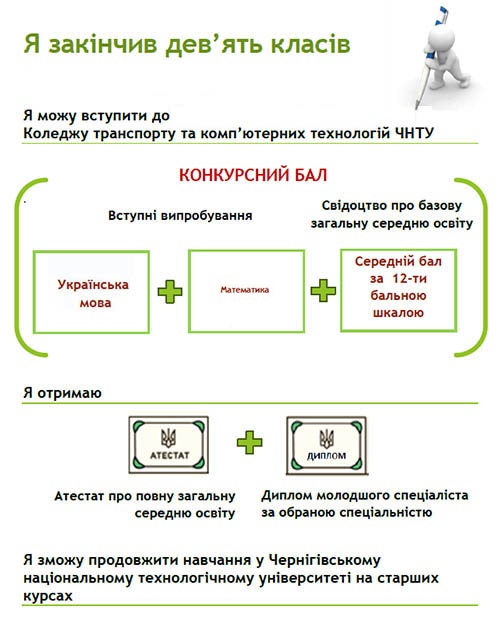 Я закінчив дев’ять класів
Я можу вступити до
Коледжу транспорту та комп’ютерних технологій ЧНТУ
КОНКУРСНИЙ БАЛ
Вступні випробування
Свідоцтво про базову
загальну середню освіту
Українська
мова
+
Математика
+
Середній бал
за 12-ти
бальною
шкалою
Я отримаю
АТЕСТАТ
+
ДИПЛОМ
Атестат про повну загальну
середню освіту
Диплом молодшого спеціаліста
за обраною спеціальністю
Я зможу продовжити навчання у Чернігівському
національному технологічному університеті на старших
курсах